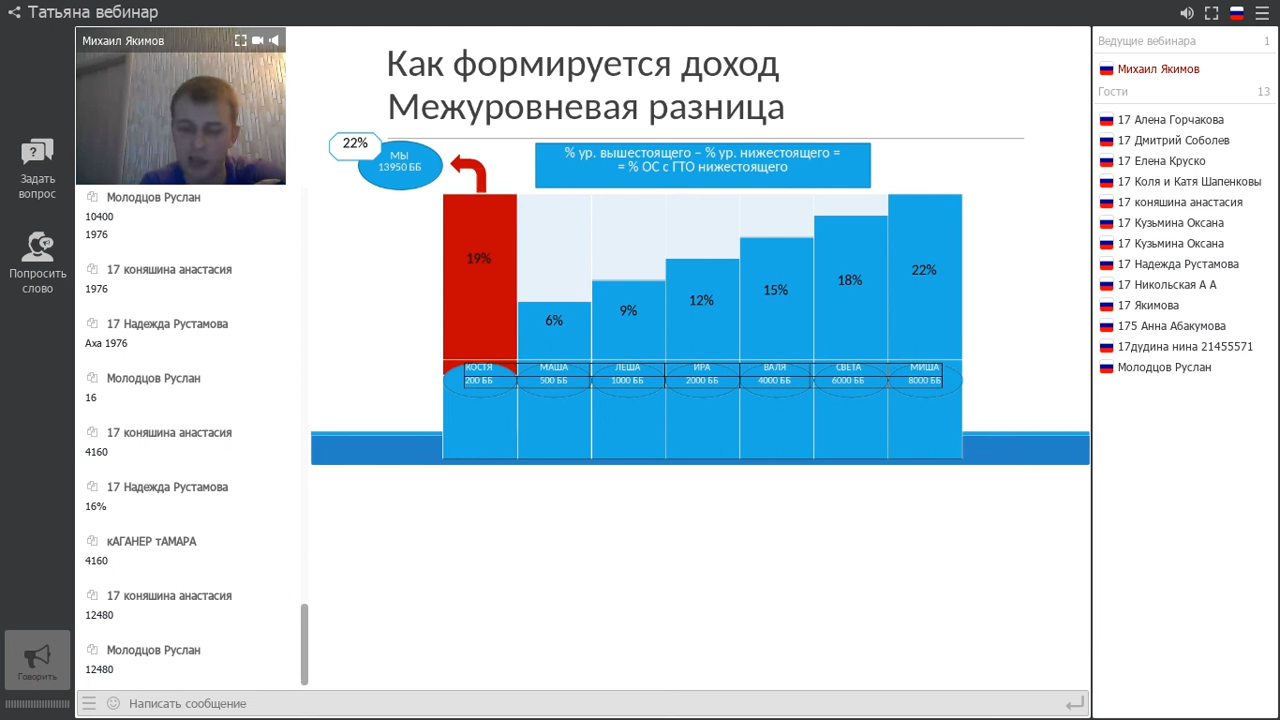 Татьяна вебинар
Михаил Якимов
Задать
вопрос
Попросить
слово
Говорить
Молодцов Руслан
10400
1976
17 коняшина анастасия
1976
17 Надежда Рустамова
Аха 1976
Молодцов Руслан
16
17 коняшина анастасия
4160
17 Надежда Рустамова
16%
кАГАНЕР тАМАРА
4160
17 коняшина анастасия
12480
Молодцов Руслан
12480
Написать сообщение
Как формируется доход
Межуровневая разница
22%
МЫ
13950 ББ
% ур. вышестоящего – % ур. нижестоящего =
= % ОС с ГТО нижестоящего
19%
6%
9%
12%
15%
18%
22%
КОСТЯ МАША ЛЕША ИРА ВАЛЯ СВЕТА МИША
200 ББ 500 ББ 1000 ББ 2000 ББ 4000 ББ 6000 ББ 8000 ББ
Ведущие вебинара 1
Михаил Якимов
Гости 13
17 Алена Горчакова
17 Дмитрий Соболев
17 Елена Круско
17 Коля и Катя Шапенковы
17 коняшина анастасия
17 Кузьмина Оксана
17 Кузьмина Оксана
17 Надежда Рустамова
17 Никольская А А
17 Якимова
175 Анна Абакумова
17дудина нина 21455571
Молодцов Руслан